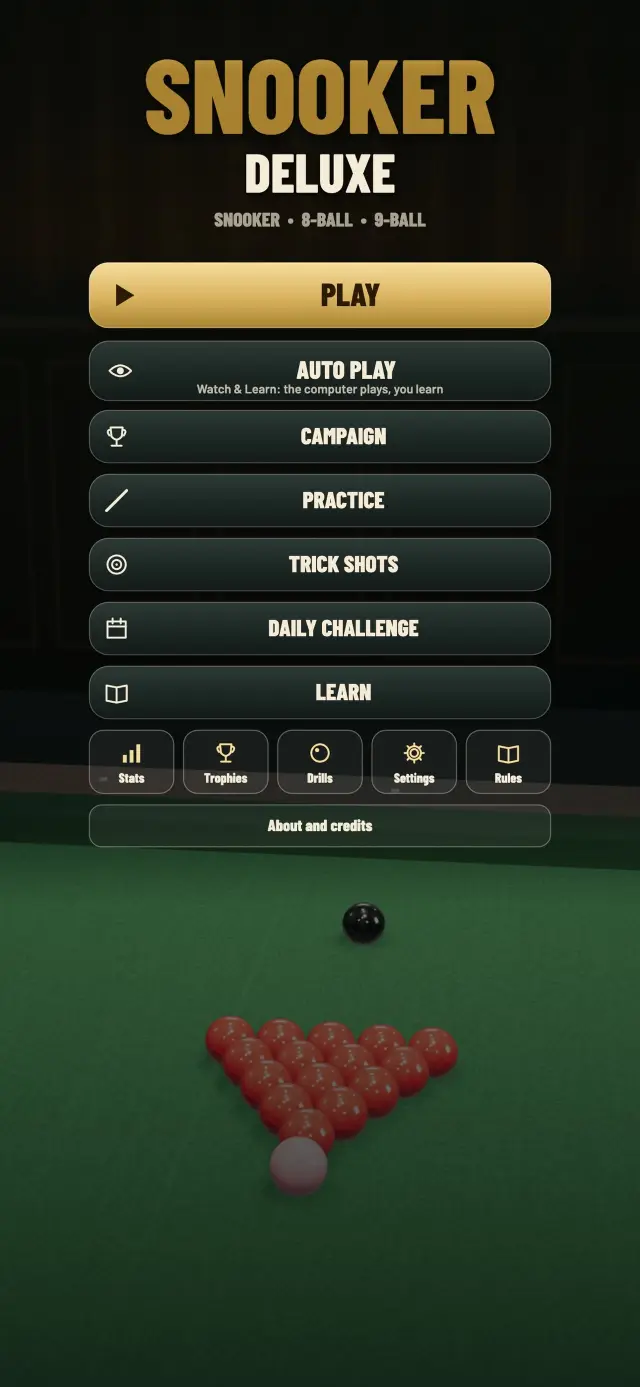 SNOOKER
DELUXE
SNOOKER • 8-BALL • 9-BALL
PLAY
AUTO PLAY
Watch & Learn: the computer plays, you learn
CAMPAIGN
PRACTICE
TRICK SHOTS
DAILY CHALLENGE
LEARN
Stats Trophies Drills Settings Rules
About and credits